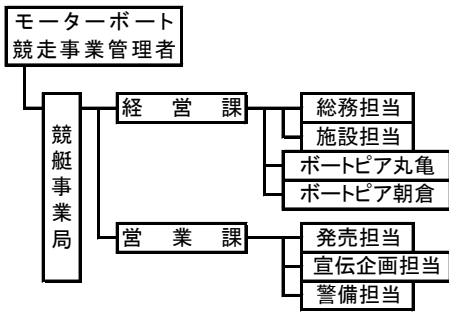 モーターボート
競走事業管理者
競艇事業局
経営課
総務担当
施設担当
ボートピア丸亀
ボートピア朝倉
営業課
発売担当
宣伝企画担当
警備担当